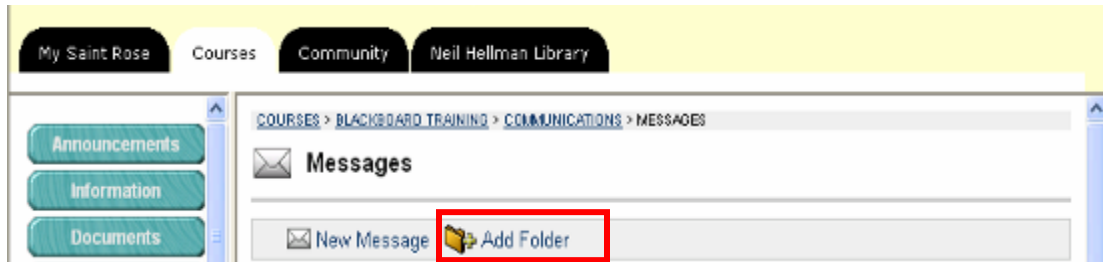 My Saint Rose Courses Community Neil Hellman Library
COURSES > BLACKBOARD TRAINING > COMMUNICATIONS > MESSAGES
Announcements
Messages
Information
Documents
New Message Add Folder